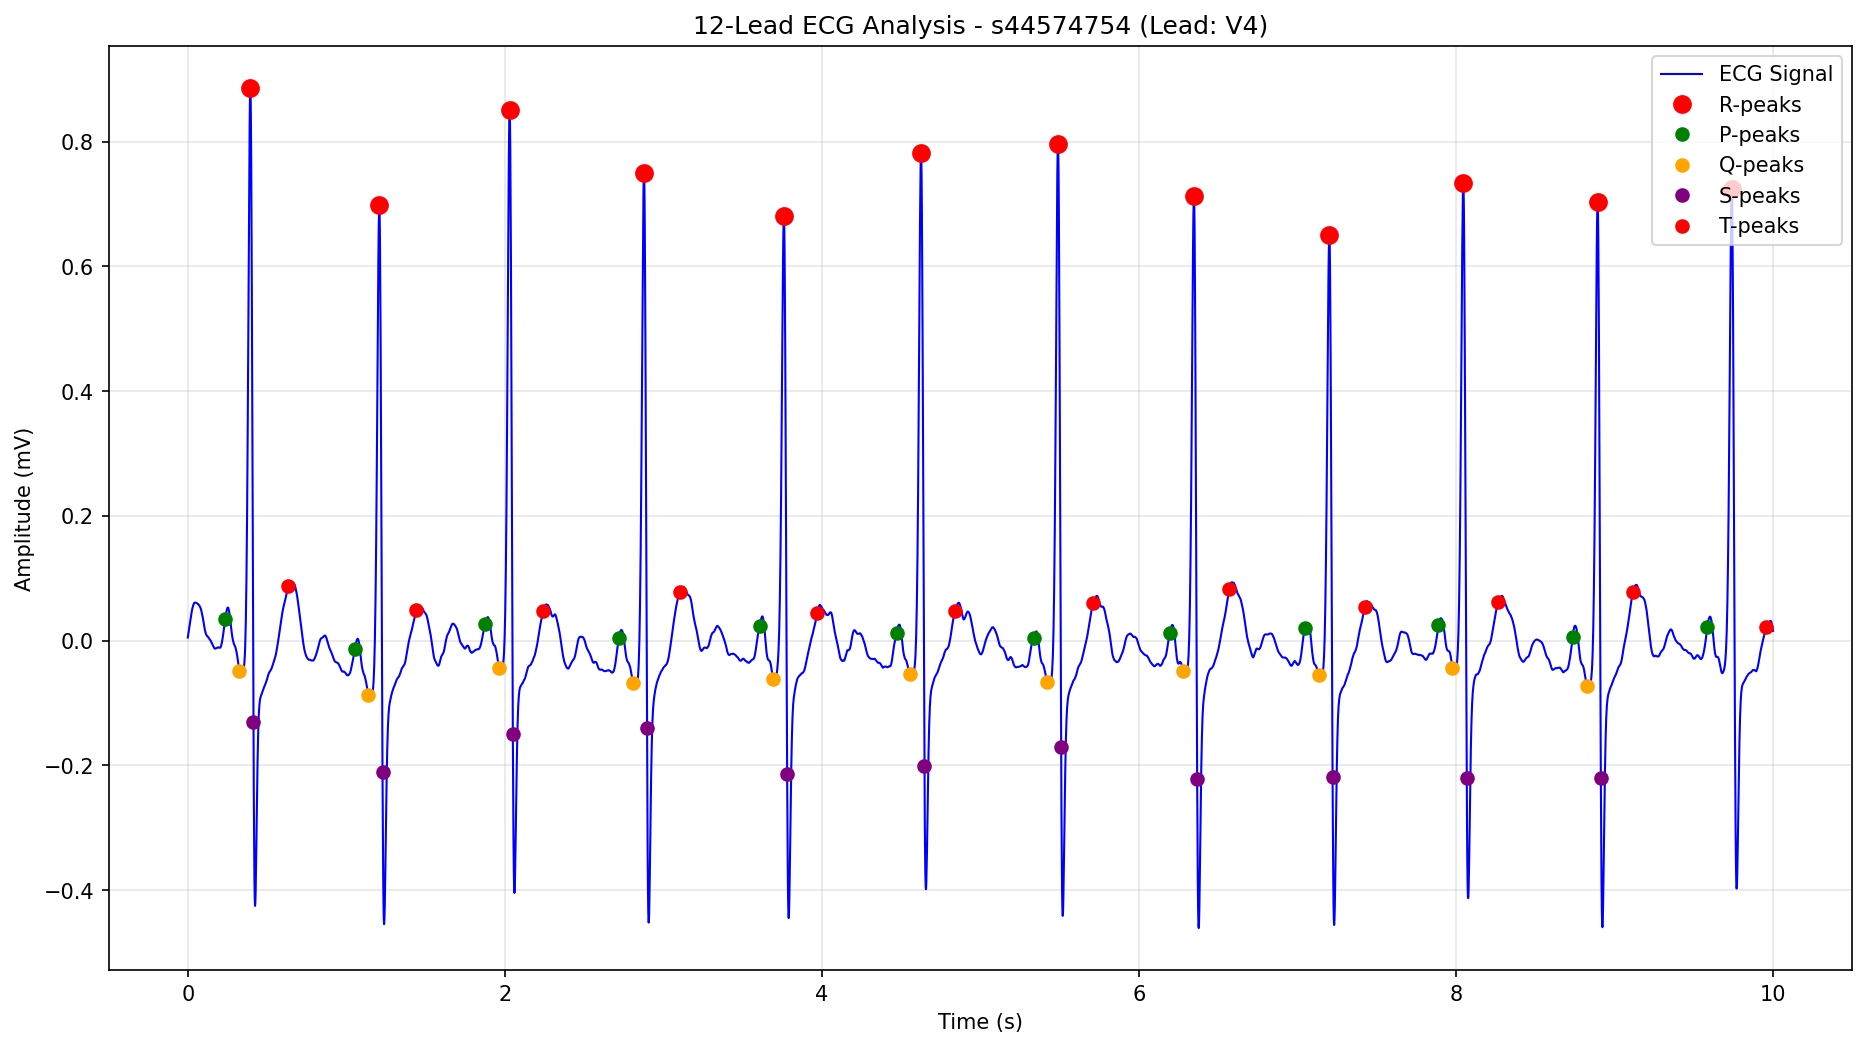 12-Lead ECG Analysis - s44574754 (Lead: V4)
ECG Signal
R-peaks
P-peaks
Q-peaks
S-peaks
T-peaks
Amplitude (mV)
0.8
0.6
0.4
0.2
0.0
−0.2
−0.4
0 2 4 6 8 10
Time (s)